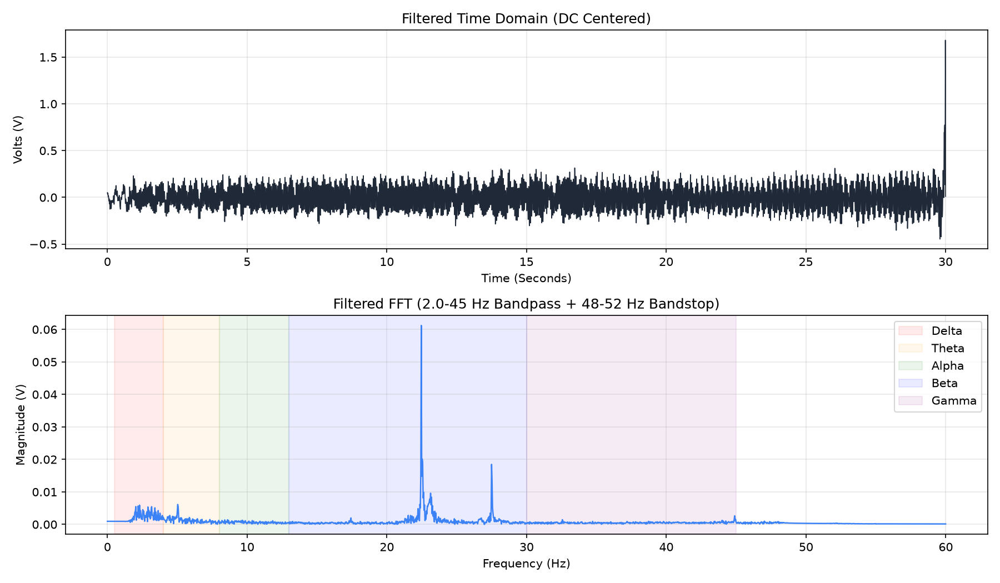 Filtered Time Domain (DC Centered)
1.5
1.0
0.5
0.0
−0.5
Volts (V)
0 5 10 15 20 25 30
Time (Seconds)
Filtered FFT (2.0-45 Hz Bandpass + 48-52 Hz Bandstop)
0.06
0.05
0.04
0.03
0.02
0.01
0.00
Magnitude (V)
Delta
Theta
Alpha
Beta
Gamma
0 10 20 30 40 50 60
Frequency (Hz)